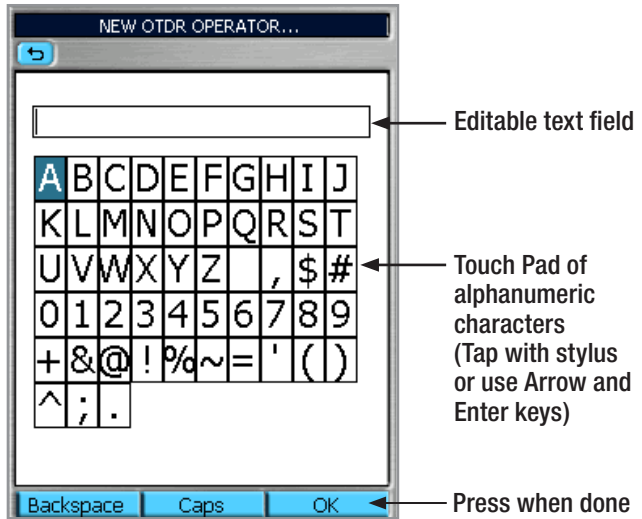 NEW OTDR OPERATOR...
Editable text field
A B C D E F G H I J
K L M N O P Q R S T
U V W X Y Z , $ #
0 1 2 3 4 5 6 7 8 9
+ & @ ! % ~ = ' ( )
^ ; .
Touch Pad of
alphanumeric
characters
(Tap with stylus
or use Arrow and
Enter keys)
Backspace Caps OK
Press when done